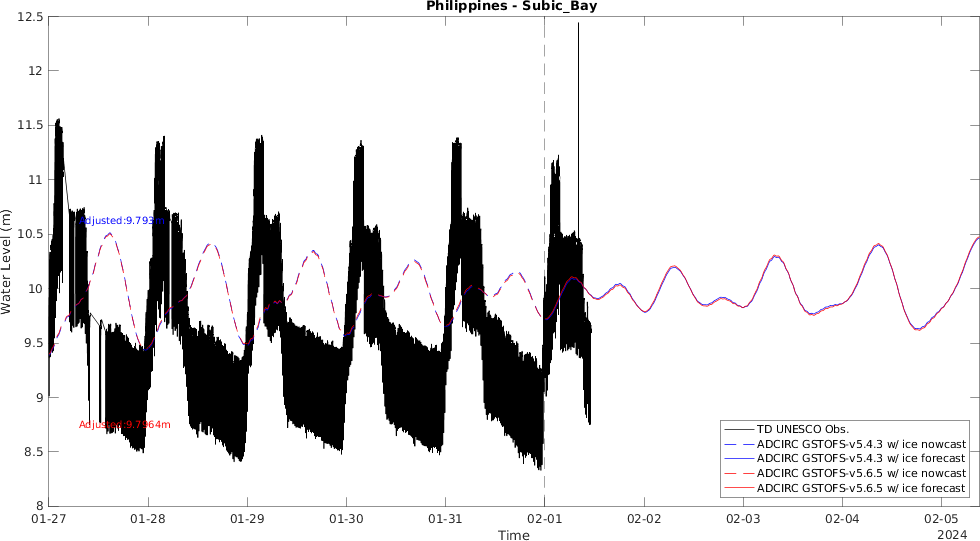 Philippines - Subic_Bay
12.5
12
11.5
11
10.5
10
9.5
9
8.5
8
Water Level (m)
Adjusted:9.793m
Adjusted:9.7964m
TD UNESCO Obs.
ADCIRC GSTOFS-v5.4.3 w/ ice nowcast
ADCIRC GSTOFS-v5.4.3 w/ ice forecast
ADCIRC GSTOFS-v5.6.5 w/ ice nowcast
ADCIRC GSTOFS-v5.6.5 w/ ice forecast
01-27 01-28 01-29 01-30 01-31 02-01 02-02 02-03 02-04 02-05
Time
2024